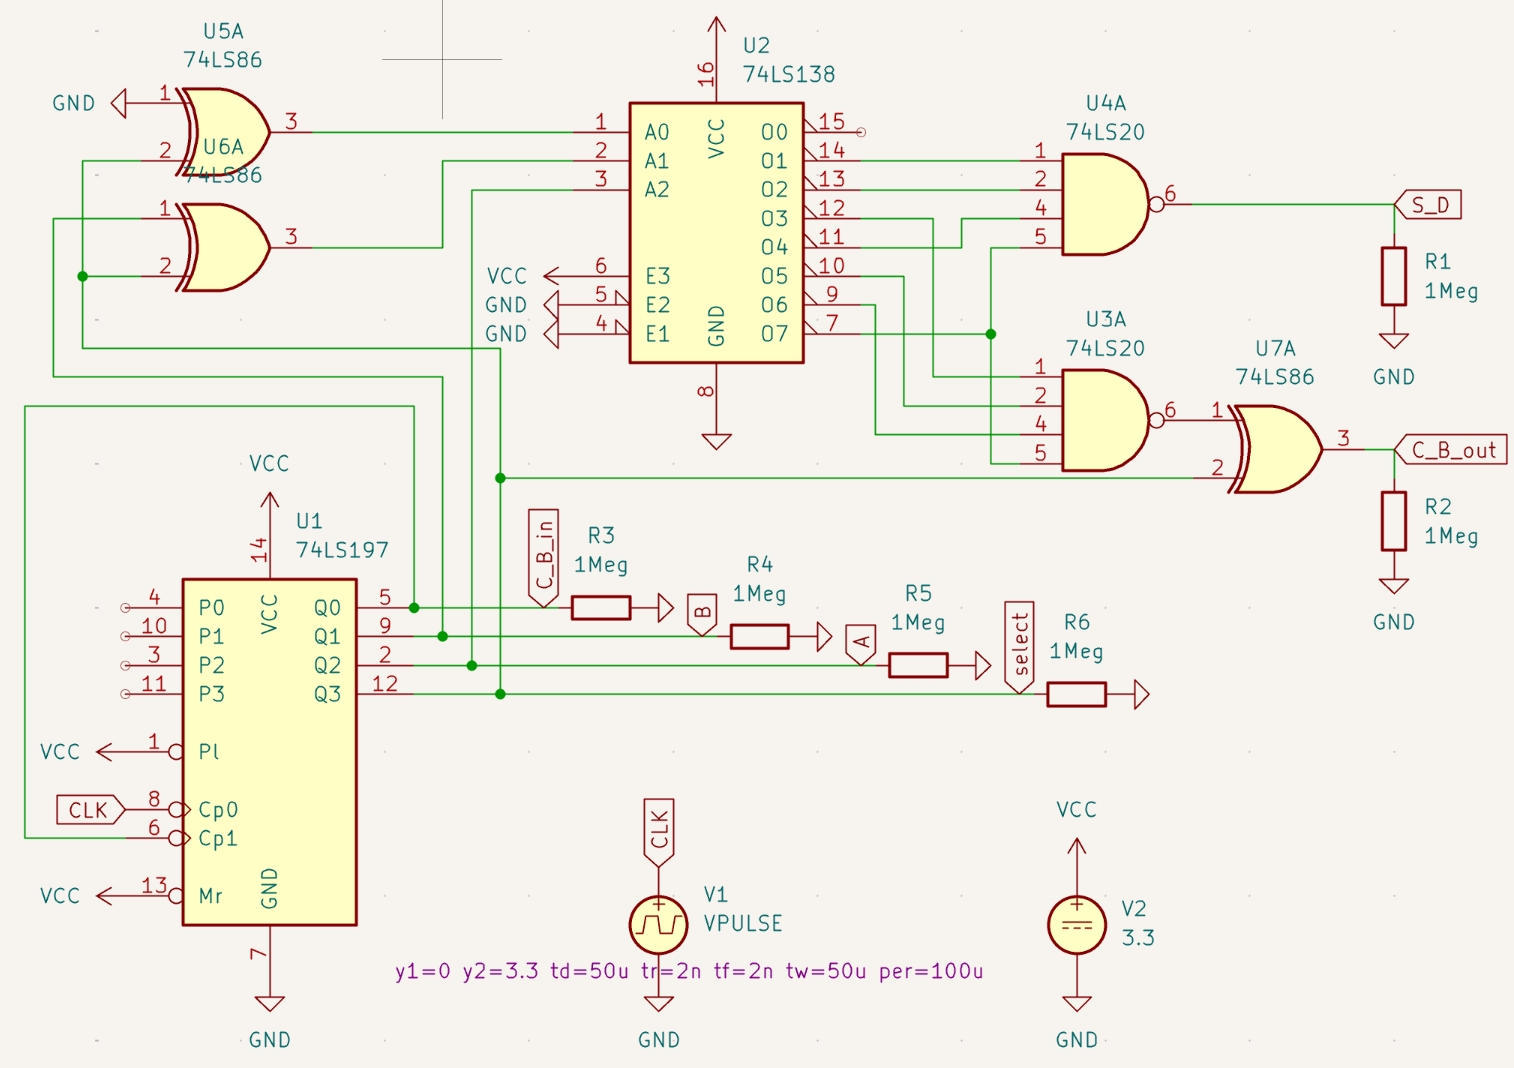 U5A
74LS86
GND
1
2
3
U6A
74LS86
1
2
3
U2
74LS138
16
VCC
1 A0
2 A1
3 A2
VCC 6 E3
GND 5 E2
GND 4 E1
GND
8
O0 15
O1 14
O2 13
O3 12
O4 11
O5 10
O6 9
O7 7
U4A
74LS20
1
2
4
5
6
S_D
R1
1Meg
GND
U3A
74LS20
1
2
4
5
6
U7A
74LS86
1
2
3
C_B_out
R2
1Meg
GND
VCC
U1
74LS197
14
VCC
4 P0
10 P1
3 P2
11 P3
VCC 1 Pl
CLK 8 Cp0
6 Cp1
VCC 13 Mr
GND
7
GND
Q0 5
Q1 9
Q2 2
Q3 12
C_B_in
R3
1Meg
B
R4
1Meg
A
R5
1Meg
select
R6
1Meg
CLK
V1
VPULSE
y1=0 y2=3.3 td=50u tr=2n tf=2n tw=50u per=100u
GND
VCC
V2
3.3
GND